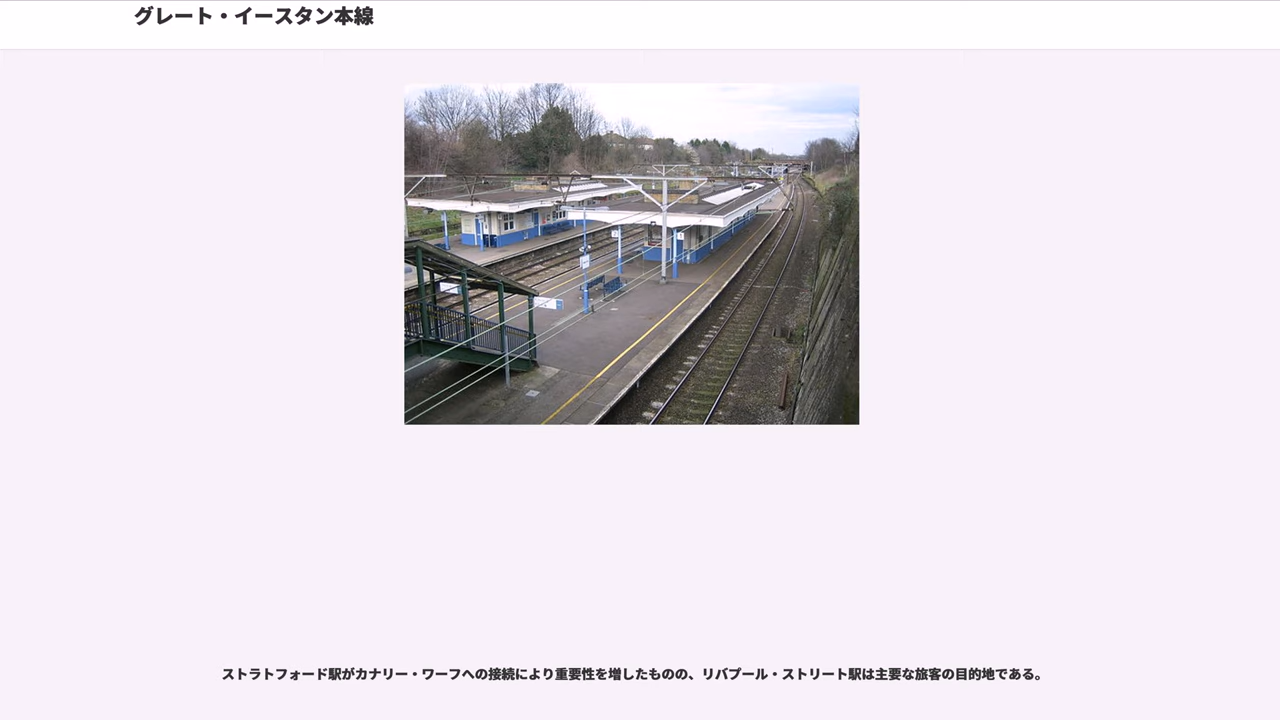 グレート・イースタン本線
ストラトフォード駅がカナリー・ワーフへの接続により重要性を増したものの、リバプール・ストリート駅は主要な旅客の目的地である。